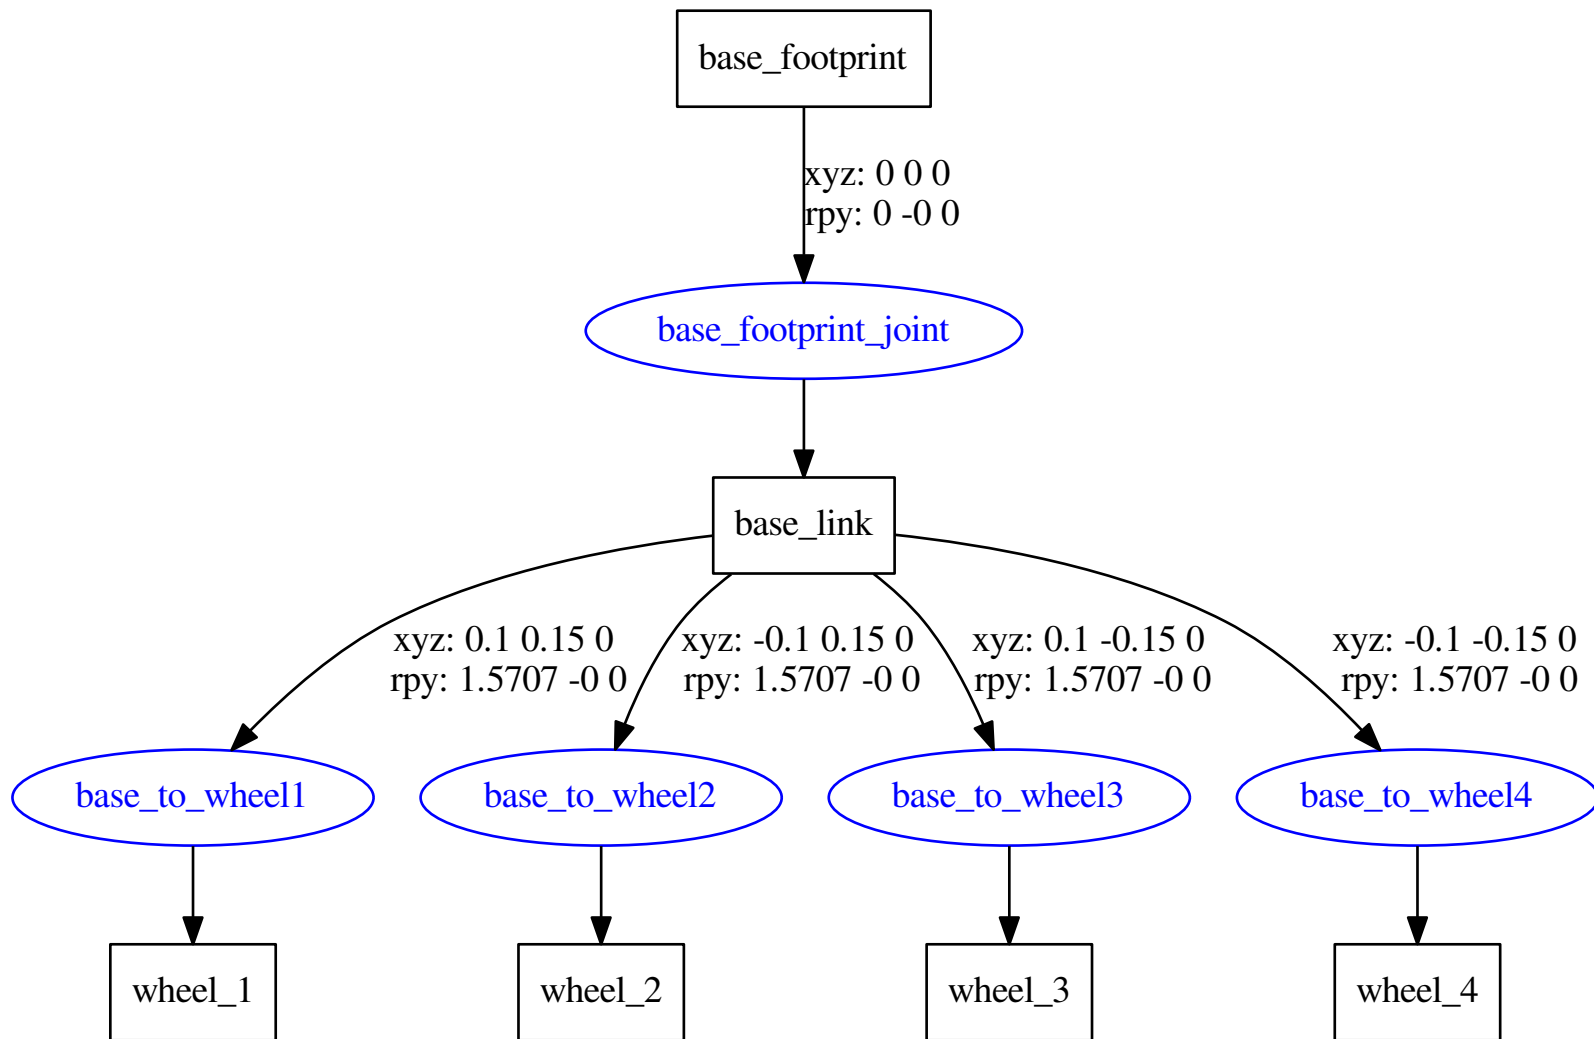 base_footprint
xyz: 0 0 0
rpy: 0 -0 0
base_footprint_joint
base_link
xyz: 0.1 0.15 0
rpy: 1.5707 -0 0
xyz: -0.1 0.15 0
rpy: 1.5707 -0 0
xyz: 0.1 -0.15 0
rpy: 1.5707 -0 0
xyz: -0.1 -0.15 0
rpy: 1.5707 -0 0
base_to_wheel1
base_to_wheel2
base_to_wheel3
base_to_wheel4
wheel_1
wheel_2
wheel_3
wheel_4